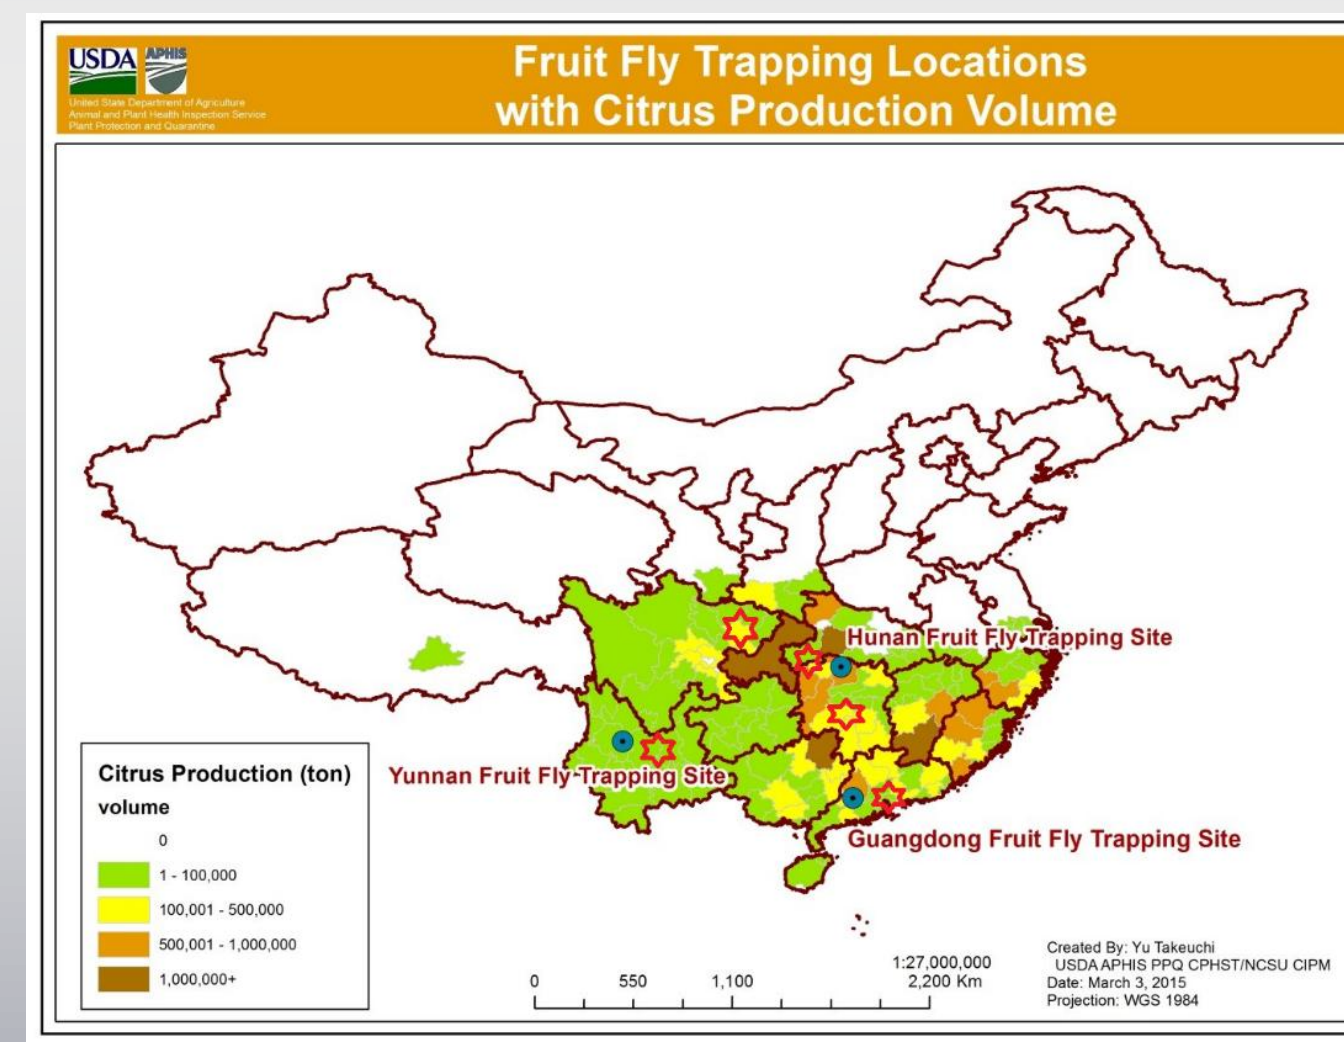 USDA APHIS
United State Department of Agriculture
Animal and Plant Health Inspection Service
Plant Protection and Quarantine
Fruit Fly Trapping Locations
with Citrus Production Volume
Hunan Fruit Fly Trapping Site
Yunnan Fruit Fly Trapping Site
Guangdong Fruit Fly Trapping Site
Citrus Production (ton)
volume
0
1 - 100,000
100,001 - 500,000
500,001 - 1,000,000
1,000,000+
1:27,000,000
0 550 1,100 2,200 Km
Created By: Yu Takeuchi
USDA APHIS PPQ CPHST/NCSU CIPM
Date: March 3, 2015
Projection: WGS 1984